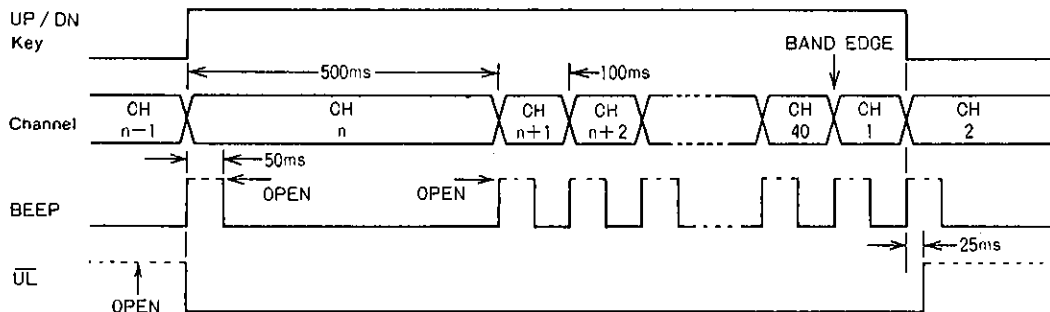 UP / DN
Key
BAND EDGE
500ms
100ms
Channel
CH
n-1
CH
n
CH
n+1
CH
n+2
CH
40
CH
1
CH
2
50ms
OPEN
OPEN
BEEP
25ms
UL
OPEN